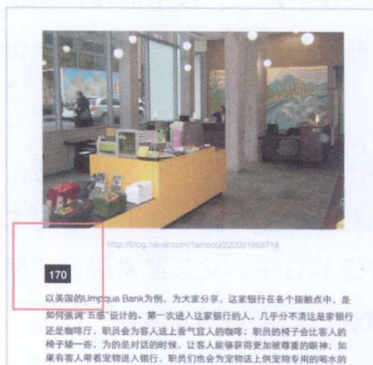 http://blog.naver.com/1amoo0/220031668718
170
以美国的Umpqua Bank为例，为大家分享，这家银行在各个接触点中，是
如何强调“五感”设计的。第一次进入这家银行的人，几乎分不清这是家银行
还是咖啡厅，职员会为客人送上香气宜人的咖啡；职员的椅子会比客人的
椅子矮一些，为的是对话的时候，让客人能够获得更加被尊重的眼神；如
果有客人带着宠物进入银行，职员们也会为宠物送上供宠物专用的喝水的